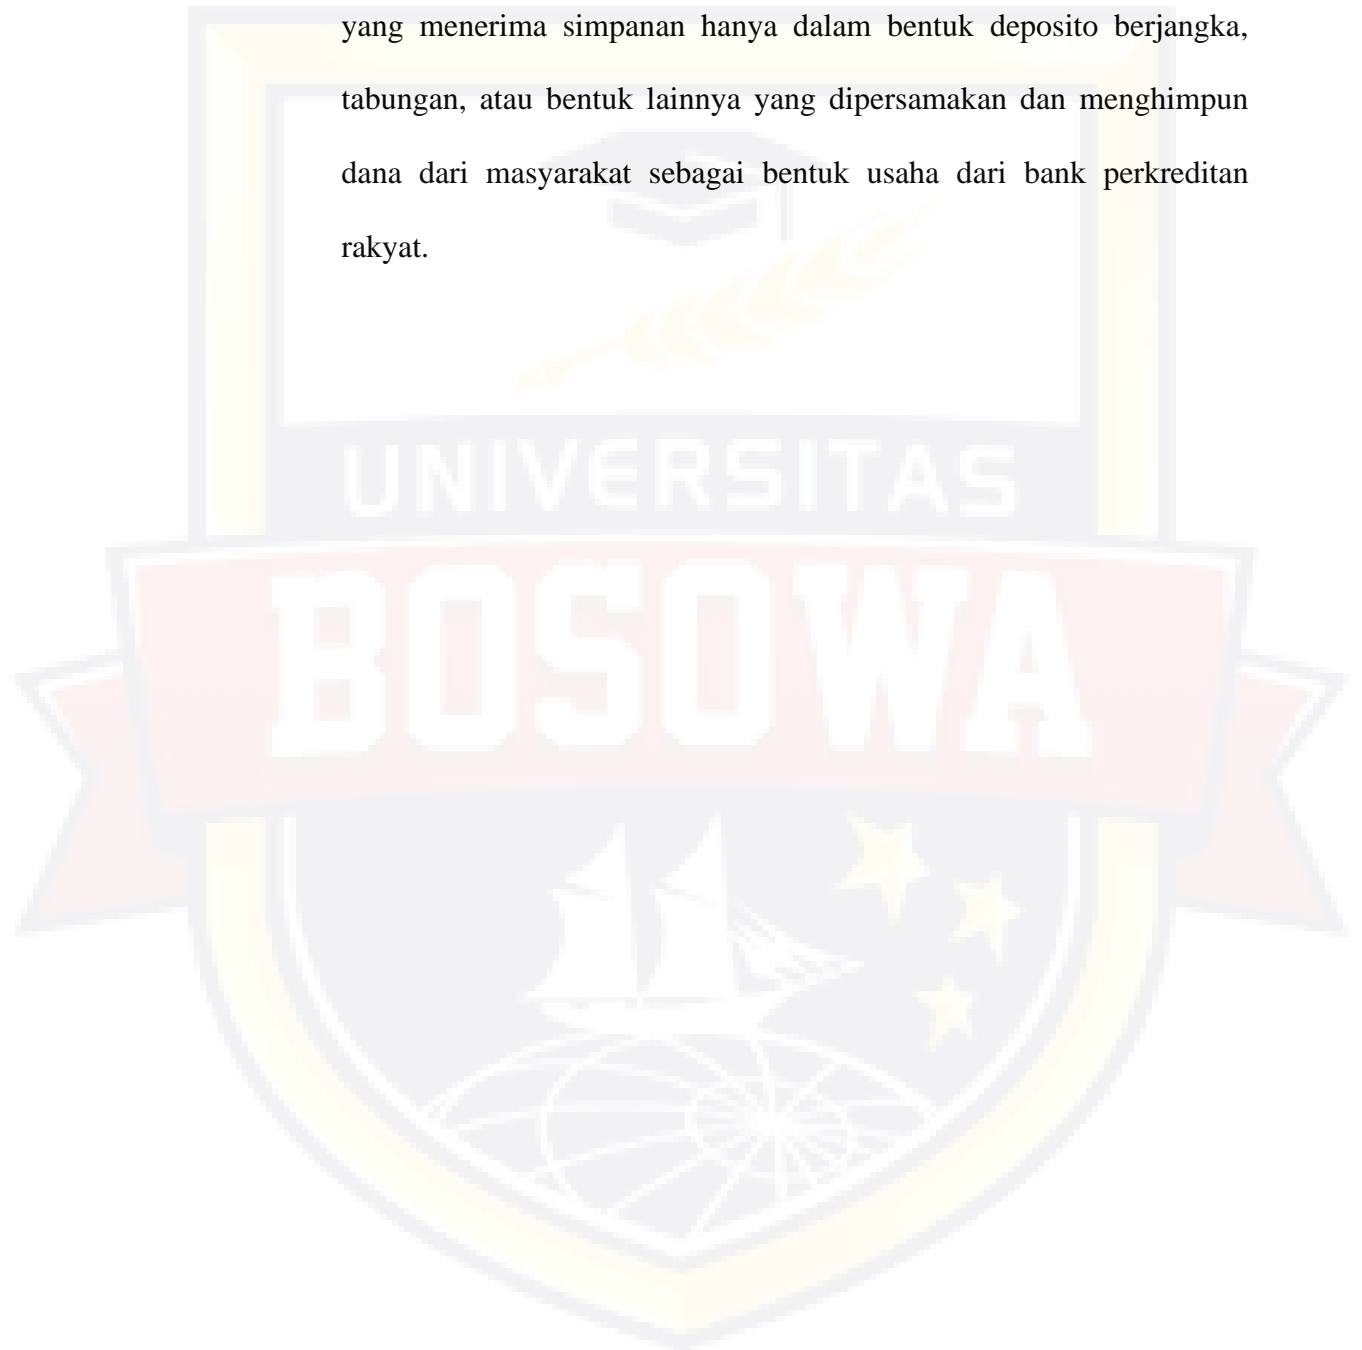 yang menerima simpanan hanya dalam bentuk deposito berjangka,
tabungan, atau bentuk lainnya yang dipersamakan dan menghimpun
dana dari masyarakat sebagai bentuk usaha dari bank perkreditan
rakyat.
UNIVERSITAS
BOSOWA